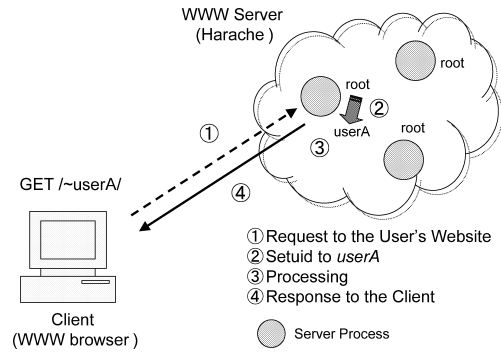 WWW Server
(Harache )
root
root
②
userA
root
①
③
④
GET /~userA/
①Request to the User's Website
②Setuid to userA
③Processing
④Response to the Client
Client
(WWW browser )
Server Process